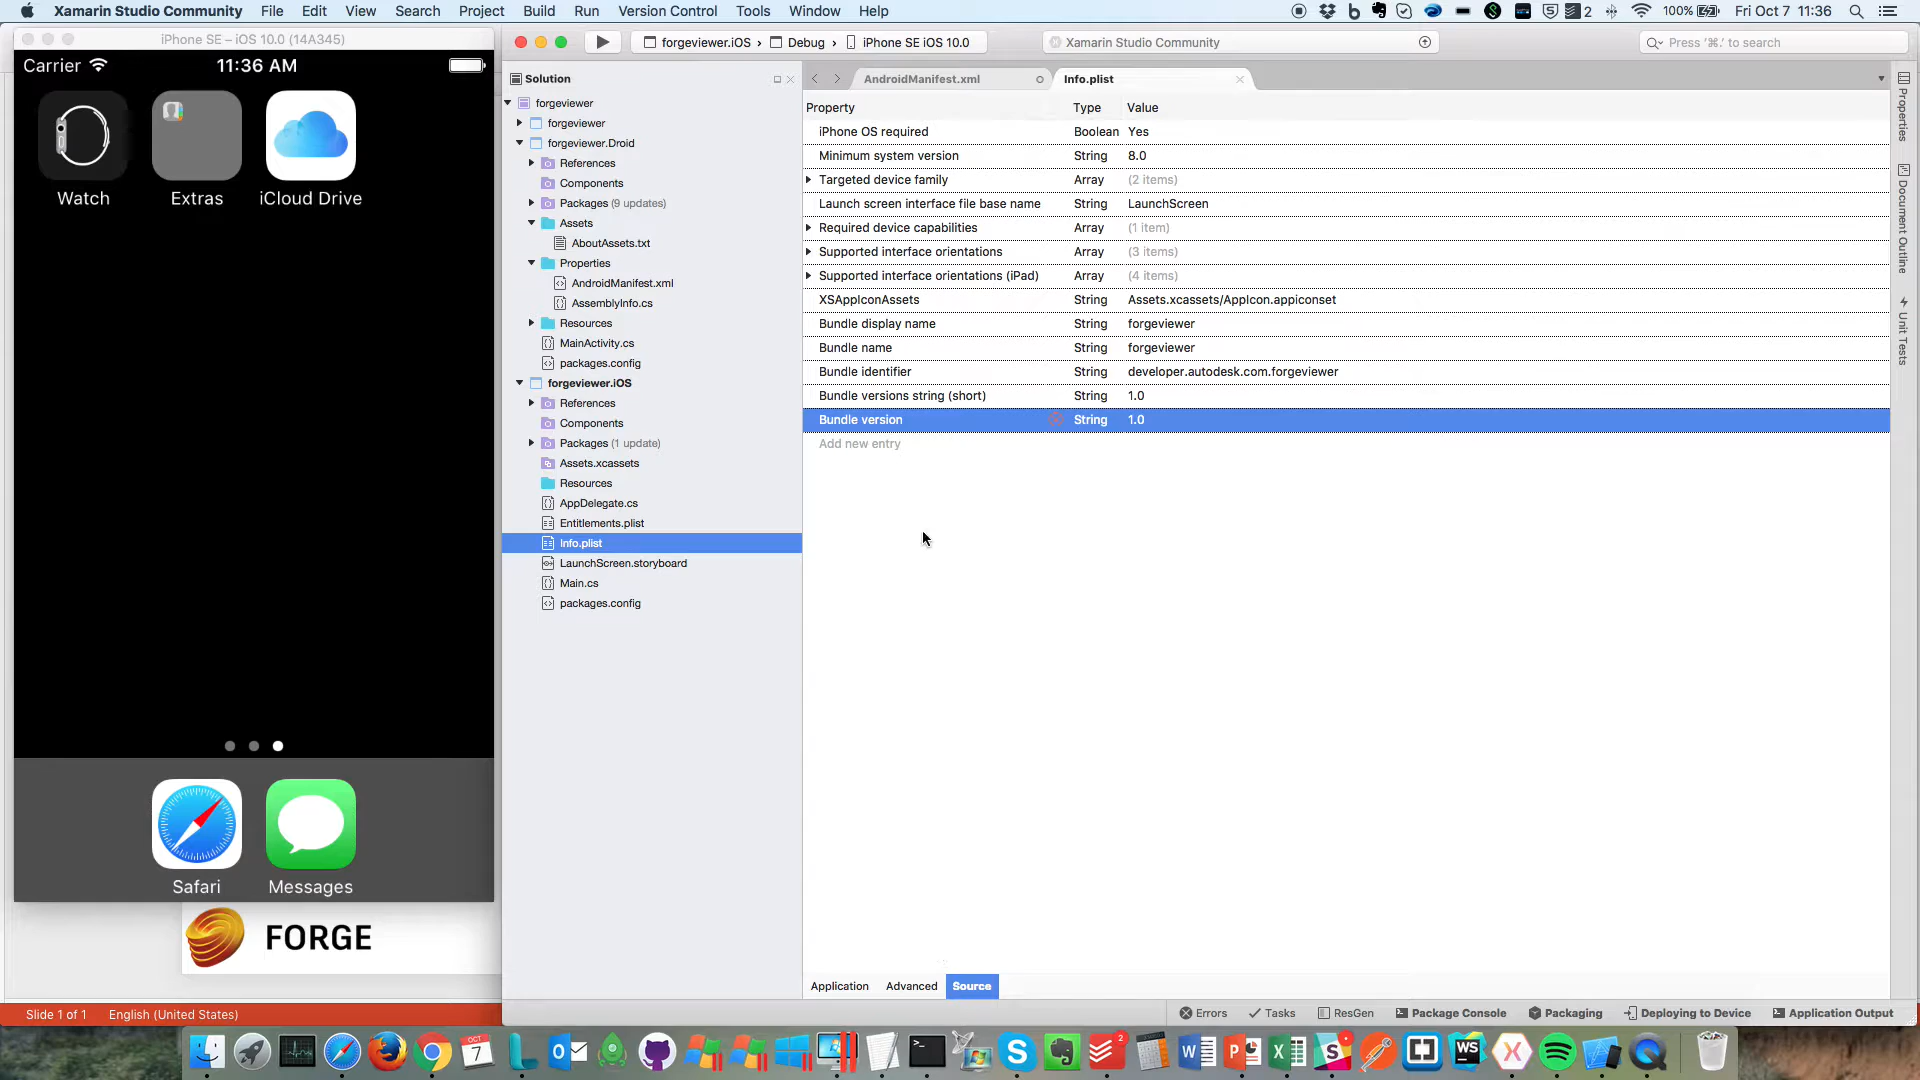 Xamarin Studio Community File Edit View Search Project Build Run Version Control Tools Window Help 5 2 100% Fri Oct 7 11:36
iPhone SE – iOS 10.0 (14A345)
forgeviewer.iOS › Debug › iPhone SE iOS 10.0
Xamarin Studio Community
Press '⌘.' to search
Carrier 11:36 AM
Watch
Extras
iCloud Drive
Safari
Messages
FORGE
Slide 1 of 1 English (United States)
Solution
forgeviewer
forgeviewer
forgeviewer.Droid
References
Components
Packages (9 updates)
Assets
AboutAssets.txt
Properties
AndroidManifest.xml
AssemblyInfo.cs
Resources
MainActivity.cs
packages.config
forgeviewer.iOS
References
Components
Packages (1 update)
Assets.xcassets
Resources
AppDelegate.cs
Entitlements.plist
Info.plist
LaunchScreen.storyboard
Main.cs
packages.config
AndroidManifest.xml Info.plist
Property Type Value
iPhone OS required Boolean Yes
Minimum system version String 8.0
Targeted device family Array (2 items)
Launch screen interface file base name String LaunchScreen
Required device capabilities Array (1 item)
Supported interface orientations Array (3 items)
Supported interface orientations (iPad) Array (4 items)
XSAppIconAssets String Assets.xcassets/AppIcon.appiconset
Bundle display name String forgeviewer
Bundle name String forgeviewer
Bundle identifier String developer.autodesk.com.forgeviewer
Bundle versions string (short) String 1.0
Bundle version String 1.0
Add new entry
Application Advanced Source
Errors Tasks ResGen Package Console Packaging Deploying to Device Application Output
Properties
Document Outline
Unit Tests
OCT
7
2
WS